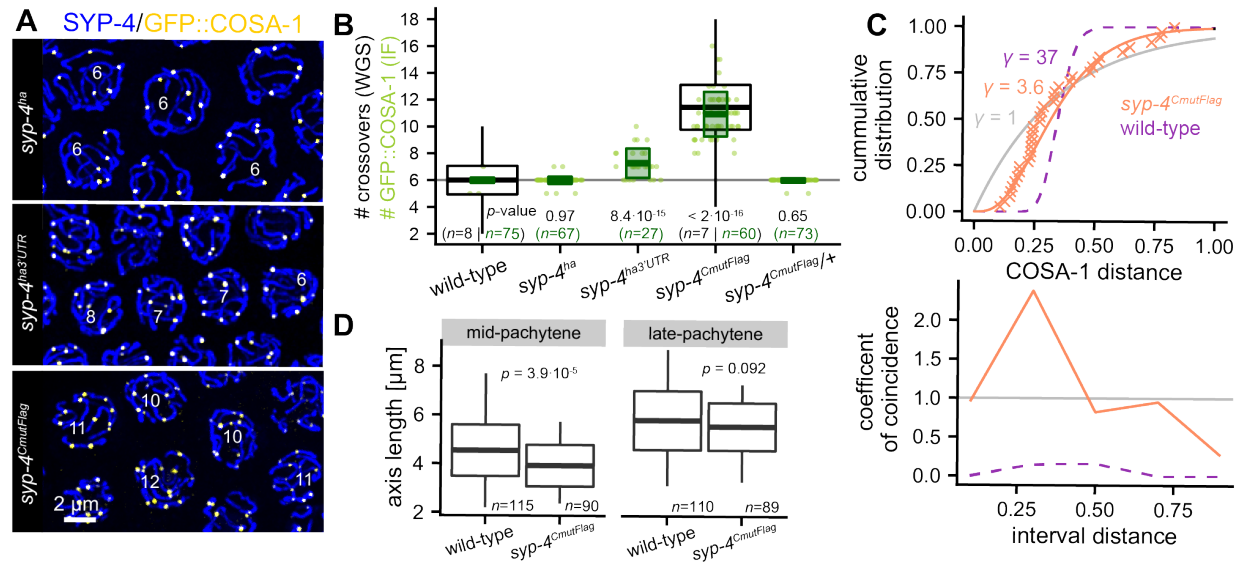 A
SYP-4/GFP::COSA-1
syp-4ha
6
6
6
6
syp-4ha3'UTR
8
7
7
6
syp-4CmutFlag
11
10
10
12
11
2 µm
B
# crossovers (WGS)
# GFP::COSA-1 (IF)
18
16
14
12
10
8
6
4
2
p-value
0.97
8.4·10-15
< 2·10-16
0.65
(n=8 | n=75)
(n=67)
(n=27)
(n=7 | n=60)
(n=73)
wild-type
syp-4ha
syp-4ha3'UTR
syp-4CmutFlag
syp-4CmutFlag/+
C
cummulative
distribution
1.00
0.75
0.50
0.25
0.00
γ = 37
γ = 3.6
γ = 1
syp-4CmutFlag
wild-type
0.00
0.25
0.50
0.75
1.00
COSA-1 distance
coefficent
of coincidence
2.0
1.5
1.0
0.5
0.0
0.25
0.50
0.75
interval distance
D
axis length [µm]
8
6
4
2
mid-pachytene
p = 3.9·10-5
n=115
n=90
wild-type
syp-4CmutFlag
late-pachytene
p = 0.092
n=110
n=89
wild-type
syp-4CmutFlag